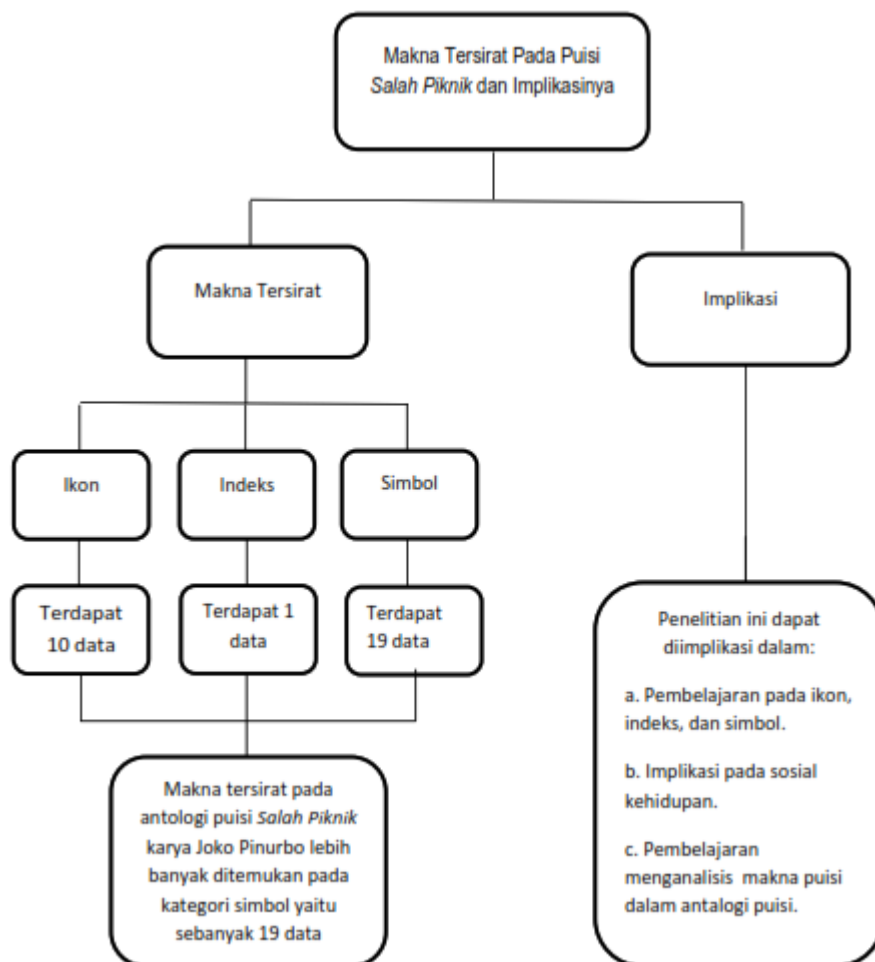 Makna Tersirat Pada Puisi
Salah Piknik dan Implikasinya
Makna Tersirat
Implikasi
Ikon
Indeks
Simbol
Terdapat
10 data
Terdapat 1
data
Terdapat
19 data
Makna tersirat pada
antologi puisi Salah Piknik
karya Joko Pinurbo lebih
banyak ditemukan pada
kategori simbol yaitu
sebanyak 19 data
Penelitian ini dapat
diimplikasi dalam:
a. Pembelajaran pada ikon,
indeks, dan simbol.
b. Implikasi pada sosial
kehidupan.
c. Pembelajaran
menganalisis makna puisi
dalam antalogi puisi.